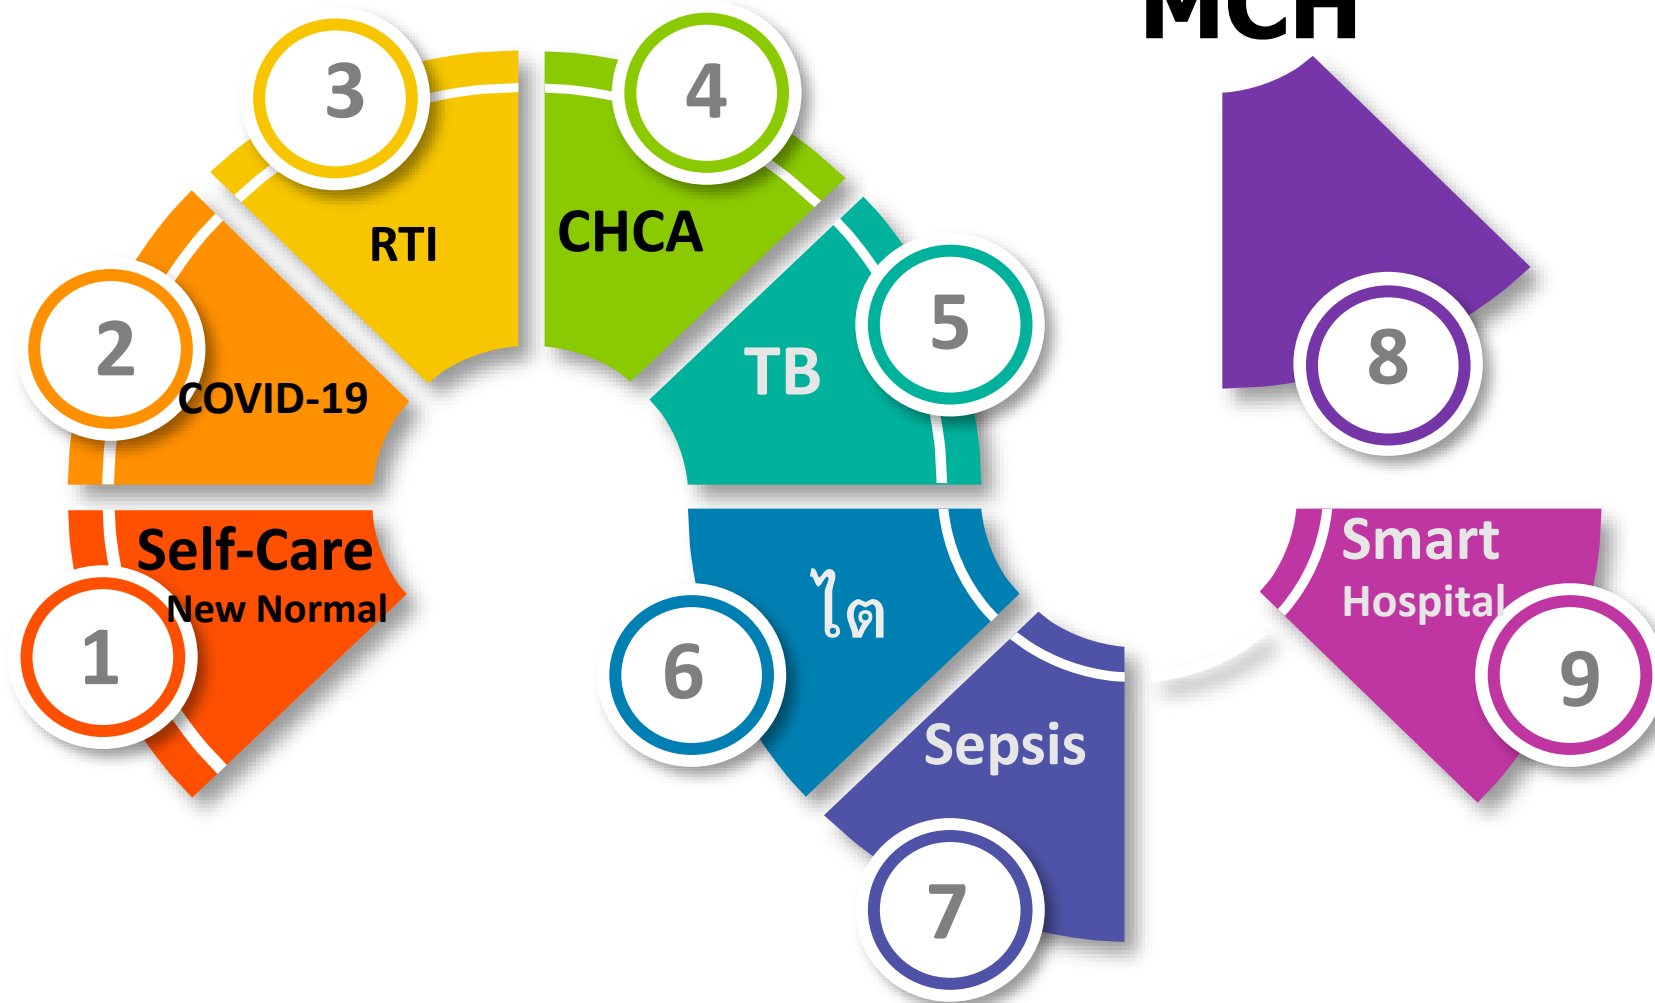 MCH
3
4
RTI
CHCA
2
COVID-19
5
TB
Self-Care
New Normal
1
ไต
6
Sepsis
7
8
Smart
Hospital
9